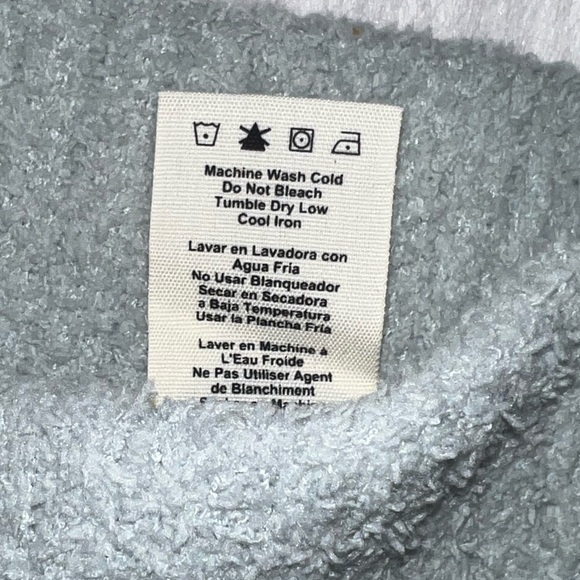 Machine Wash Cold
Do Not Bleach
Tumble Dry Low
Cool Iron
Lavar en Lavadora con
Agua Fria
No Usar Blanqueador
Secar en Secadora
a Baja Temperatura
Usar la Plancha Fría
Laver en Machine à
L'Eau Froide
Ne Pas Utiliser Agent
de Blanchiment